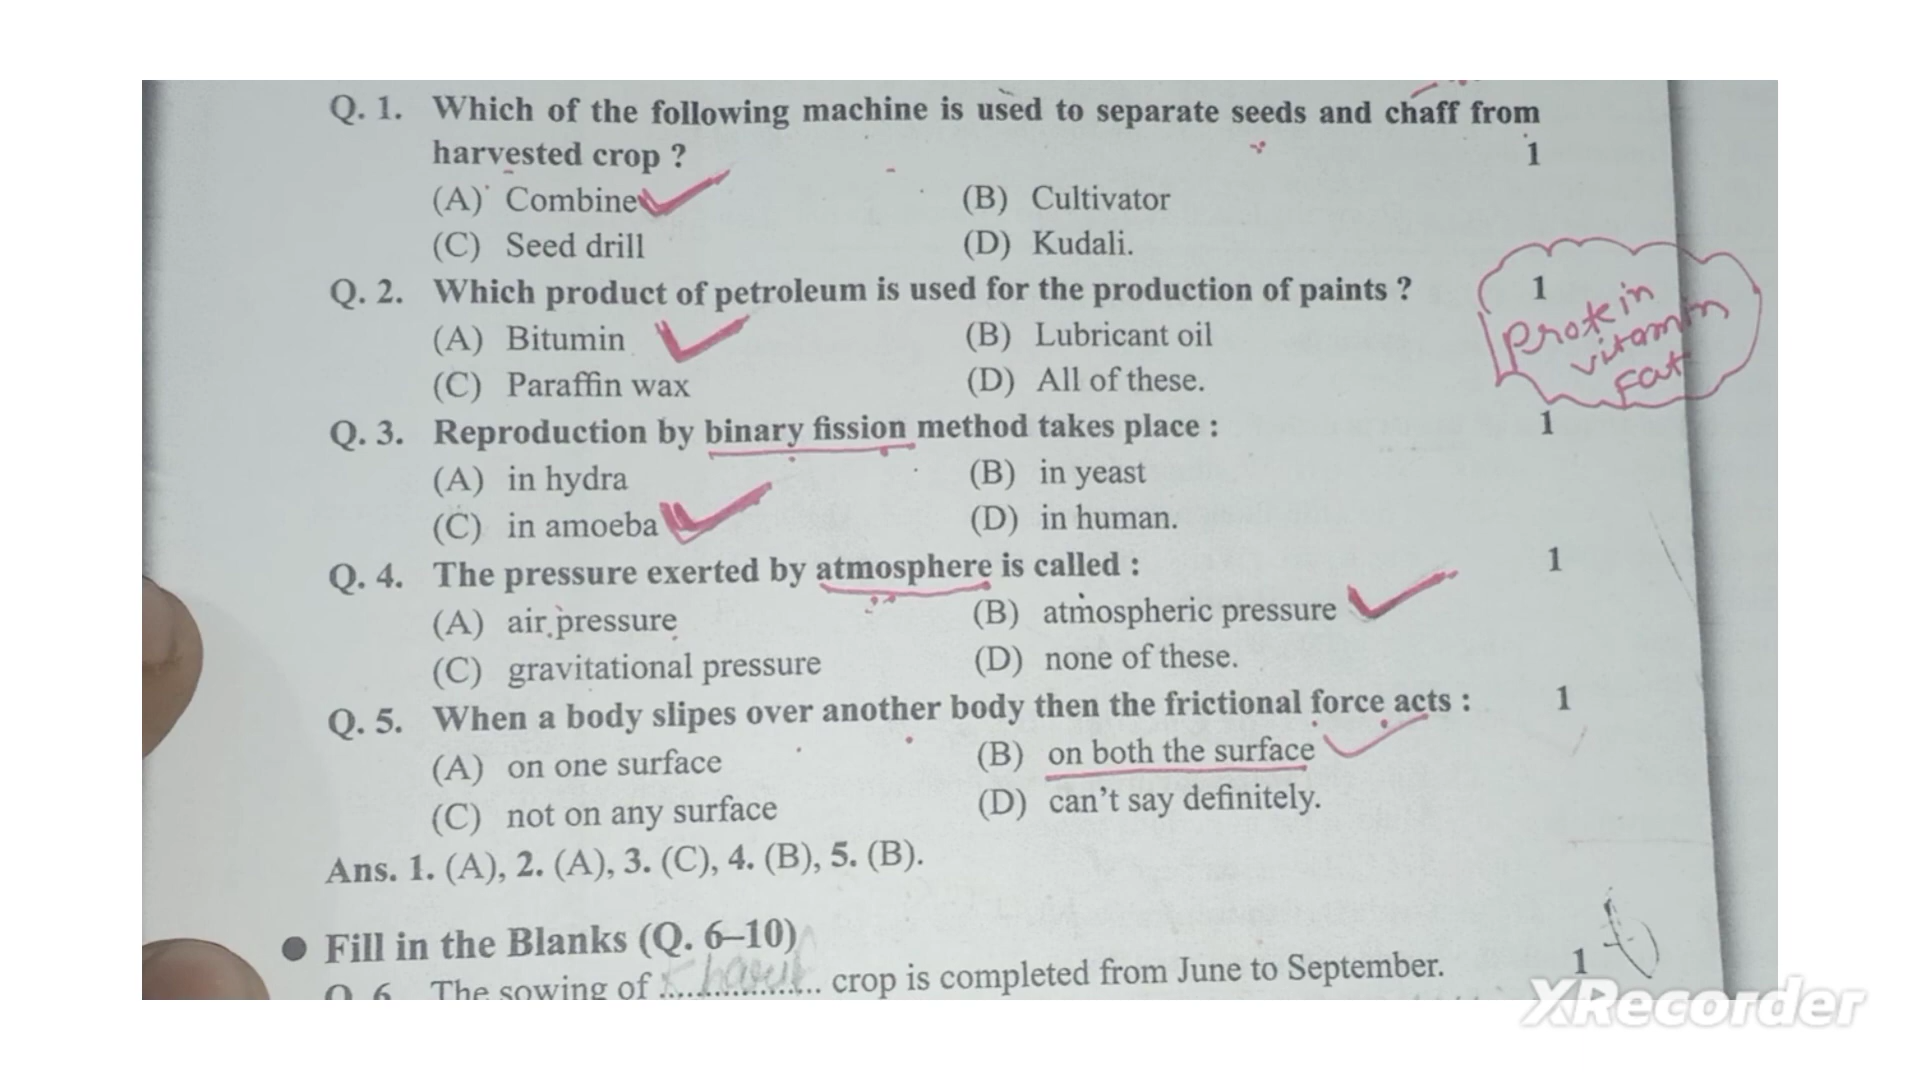 Q. 1. Which of the following machine is used to separate seeds and chaff from
harvested crop ? 1
(A) Combine (B) Cultivator
(C) Seed drill (D) Kudali.
Q. 2. Which product of petroleum is used for the production of paints ? 1
(A) Bitumin (B) Lubricant oil
(C) Paraffin wax (D) All of these.
Protein
vitamin
Fat
Q. 3. Reproduction by binary fission method takes place : 1
(A) in hydra (B) in yeast
(C) in amoeba (D) in human.
Q. 4. The pressure exerted by atmosphere is called : 1
(A) air pressure (B) atmospheric pressure
(C) gravitational pressure (D) none of these.
Q. 5. When a body slipes over another body then the frictional force acts : 1
(A) on one surface (B) on both the surface
(C) not on any surface (D) can't say definitely.
Ans. 1. (A), 2. (A), 3. (C), 4. (B), 5. (B).
● Fill in the Blanks (Q. 6–10)
Q. 6. The sowing of Kharif crop is completed from June to September. 1
XRecorder